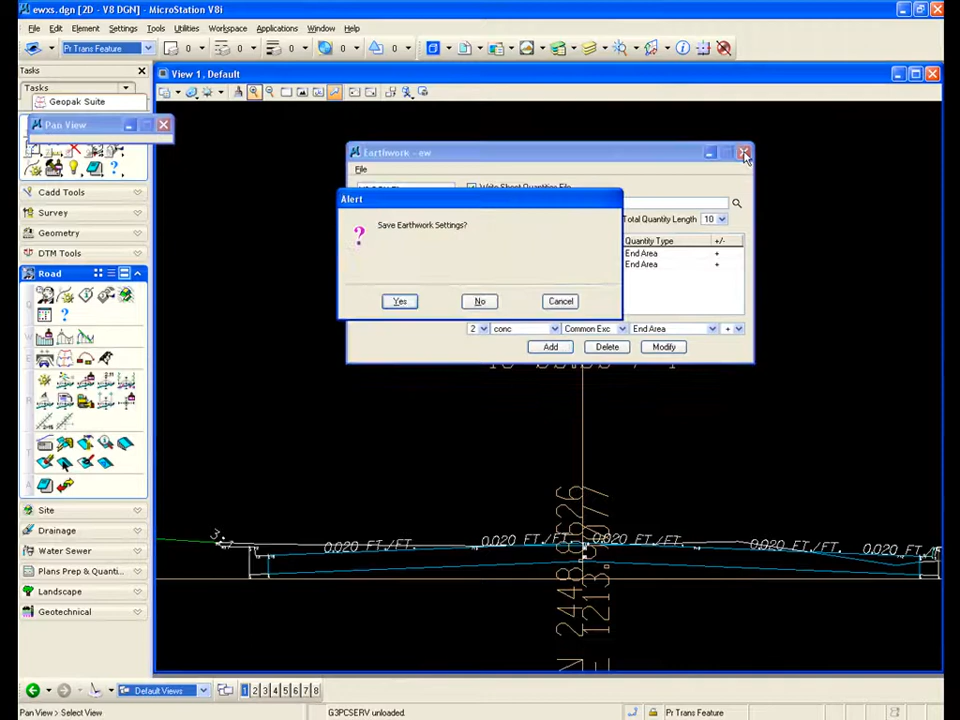 ewxs.dgn [2D - V8 DGN] - MicroStation V8i
File Edit Element Settings Tools Utilities Workspace Applications Window Help
Pr Trans Feature 0 0 0 0 0
Tasks
Tasks
Geopak Suite
Pan View
Cadd Tools
Survey
Geometry
DTM Tools
Road
Site
Drainage
Water Sewer
Plans Prep & Quanti...
Landscape
Geotechnical
View 1, Default
Earthwork - ew
File
Write Sheet Quantities File
Total Quantity Length 10
Quantity Type +/-
End Area +
End Area +
2 conc Common Exc End Area +
Add Delete Modify
Alert
Save Earthwork Settings?
Yes No Cancel
0.020 FT./FT. 0.020 FT./FT. 0.020 FT./FT. 0.020 FT./FT. 0.020 FT./
Default Views 1 2 3 4 5 6 7 8
Pan View > Select View G3PCSERV unloaded. Pr Trans Feature